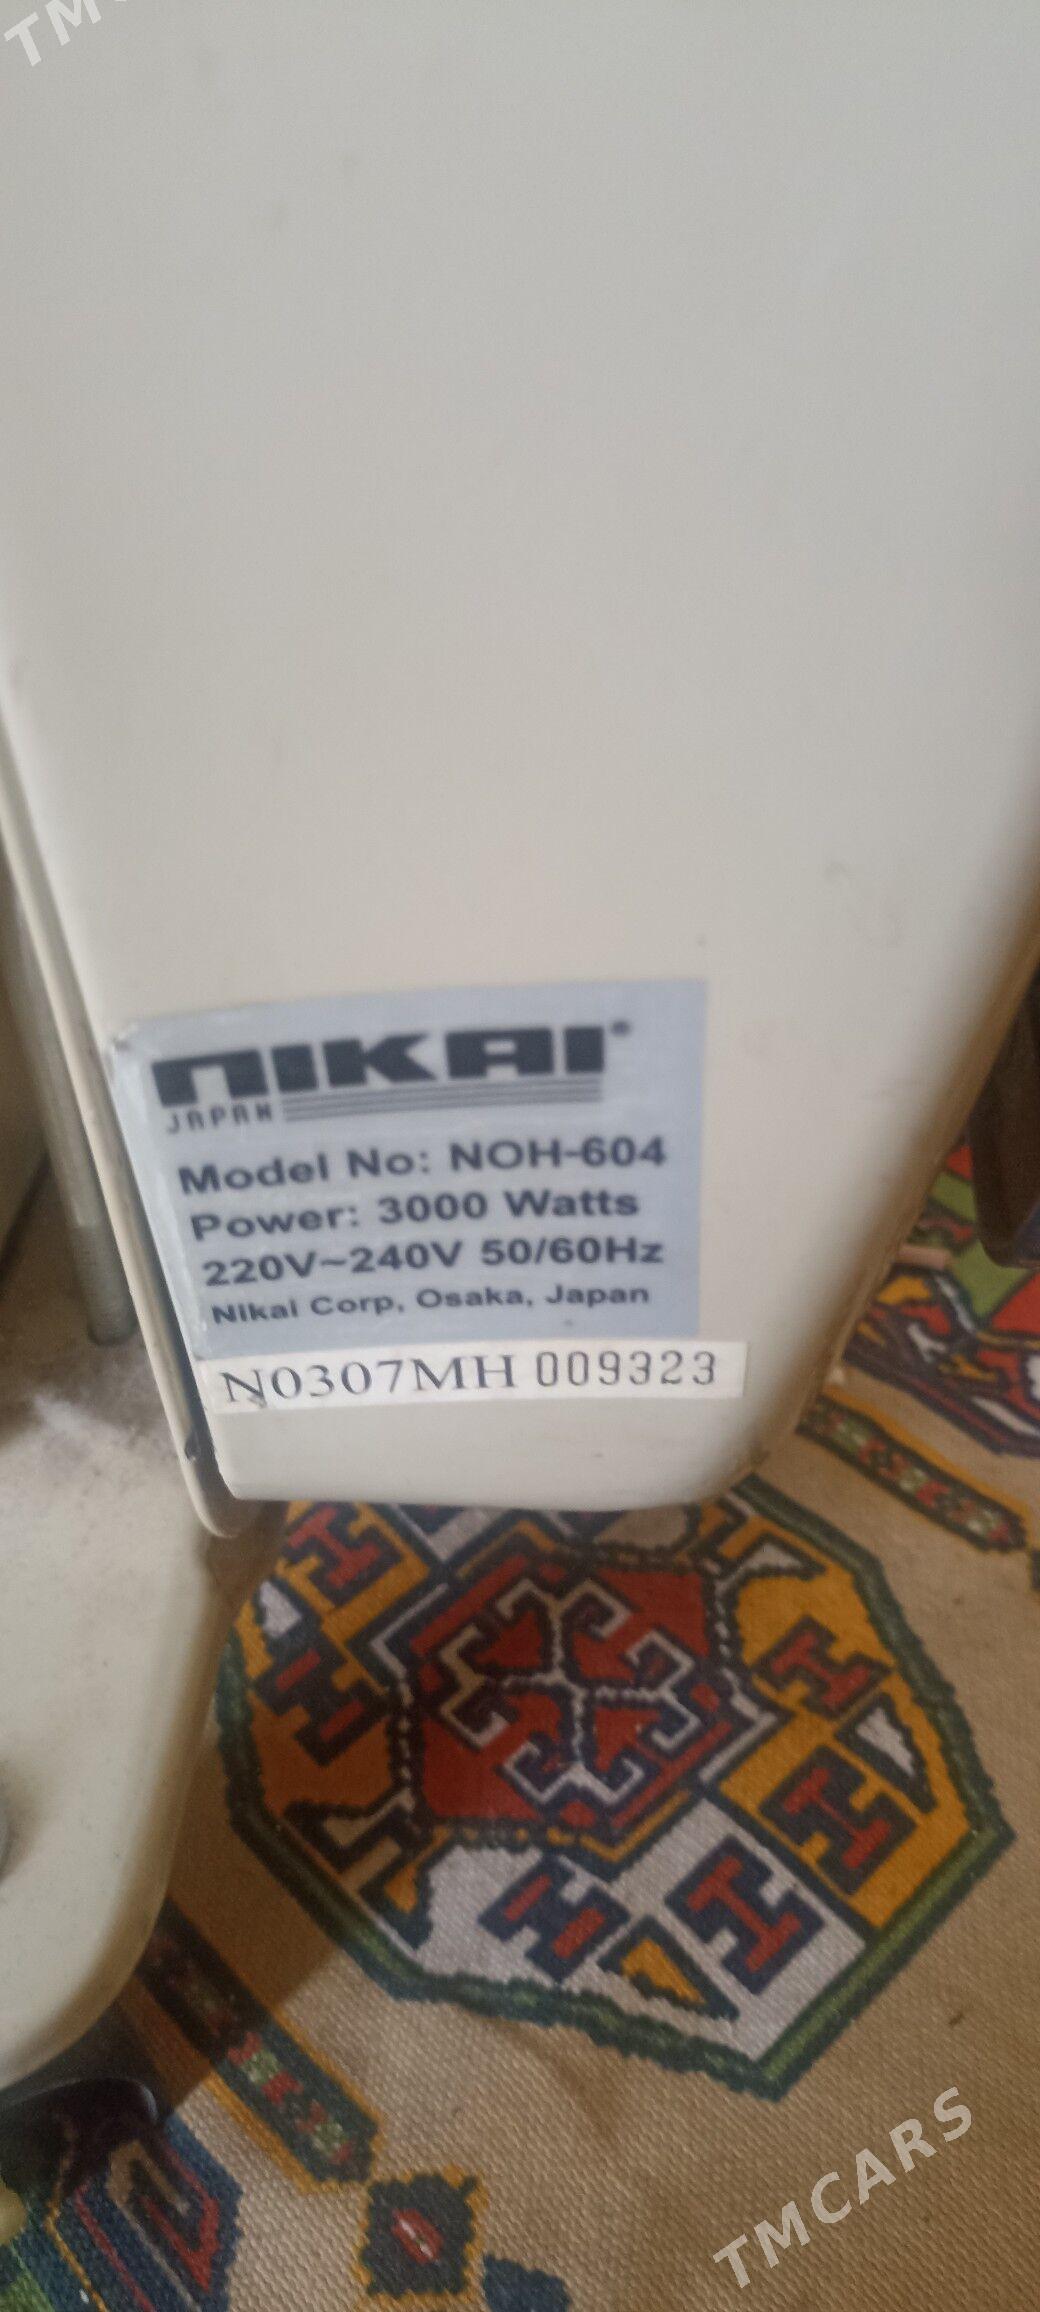 TMC
NIKAI®
JAPAN
Model No: NOH-604
Power: 3000 Watts
220V~240V 50/60Hz
Nikai Corp, Osaka, Japan
N0307MH 009323
TMCARS